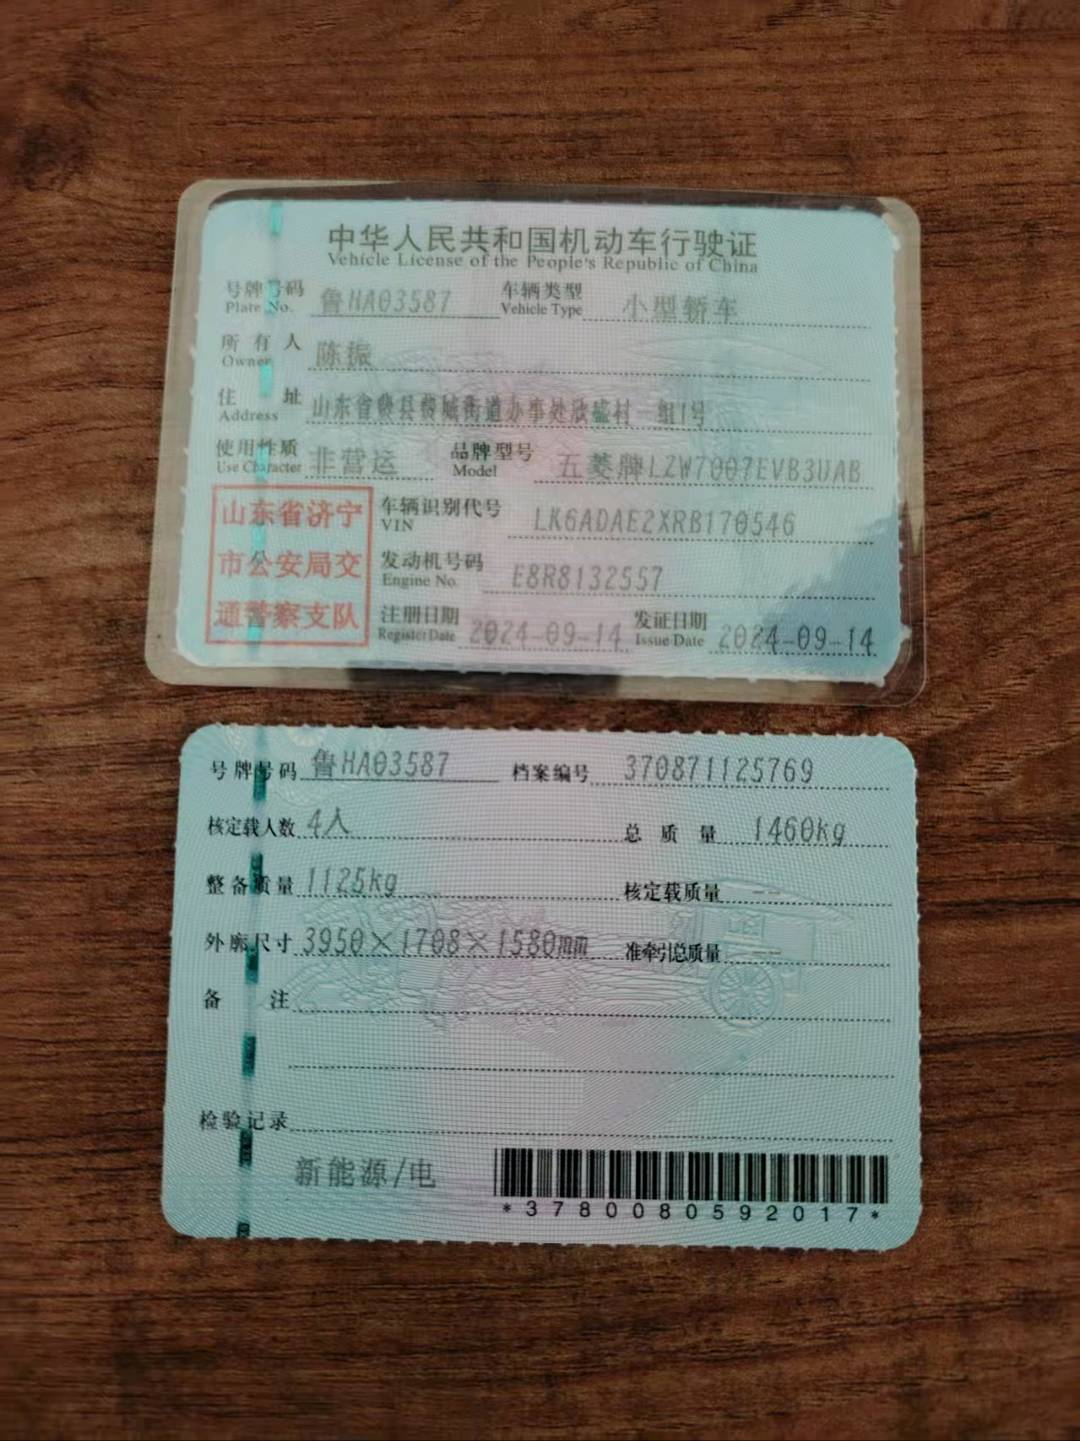 中华人民共和国机动车行驶证
Vehicle License of the People's Republic of China
号牌号码 鲁HA03587 车辆类型 小型轿车
Plate No. Vehicle Type
所有人 陈振
Owner
住址 山东省 县 城街道办事处欣 村 组1号
Address
使用性质 非营运 品牌型号 五菱牌LZW7007EVB3UAB
Use Character Model
山东省济宁
市公安局交
通警察支队
车辆识别代号 LK6ADAE2XRB170546
VIN
发动机号码 E8R8132557
Engine No.
注册日期 2024-09-14 发证日期 2024-09-14
Register Date Issue Date
号牌号码 鲁HA03587 档案编号 370871125769
核定载人数 4人 总质量 1460kg
整备质量 1125kg 核定载质量 --
外廓尺寸 3950×1708×1580mm 准牵引总质量 --
备注
检验记录
新能源/电
*3780080592017*